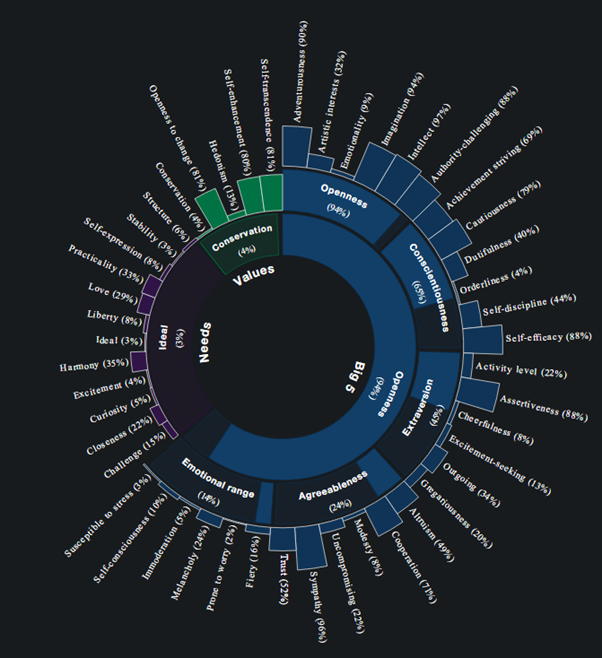 Adventurousness (90%)
Artistic interests (32%)
Emotionality (9%)
Imagination (94%)
Intellect (97%)
Authority-challenging (88%)
Achievement striving (69%)
Cautiousness (79%)
Dutifulness (40%)
Orderliness (4%)
Self-discipline (44%)
Self-efficacy (88%)
Activity level (22%)
Assertiveness (88%)
Cheerfulness (8%)
Excitement-seeking (13%)
Outgoing (34%)
Gregariousness (20%)
Altruism (49%)
Cooperation (71%)
Modesty (8%)
Uncompromising (22%)
Sympathy (96%)
Trust (52%)
Fiery (16%)
Prone to worry (2%)
Melancholy (24%)
Immoderation (5%)
Self-consciousness (10%)
Susceptible to stress (3%)
Challenge (15%)
Closeness (22%)
Curiosity (5%)
Excitement (4%)
Harmony (35%)
Ideal (3%)
Liberty (8%)
Love (29%)
Practicality (33%)
Self-expression (8%)
Stability (3%)
Structure (6%)
Conservation (4%)
Openness to change (81%)
Hedonism (13%)
Self-enhancement (80%)
Self-transcendence (81%)
Openness
(94%)
Conscientiousness
(65%)
Extraversion
(45%)
Agreeableness
(24%)
Emotional range
(14%)
Ideal
(3%)
Conservation
(4%)
Openness
(94%)
Big 5
Needs
Values